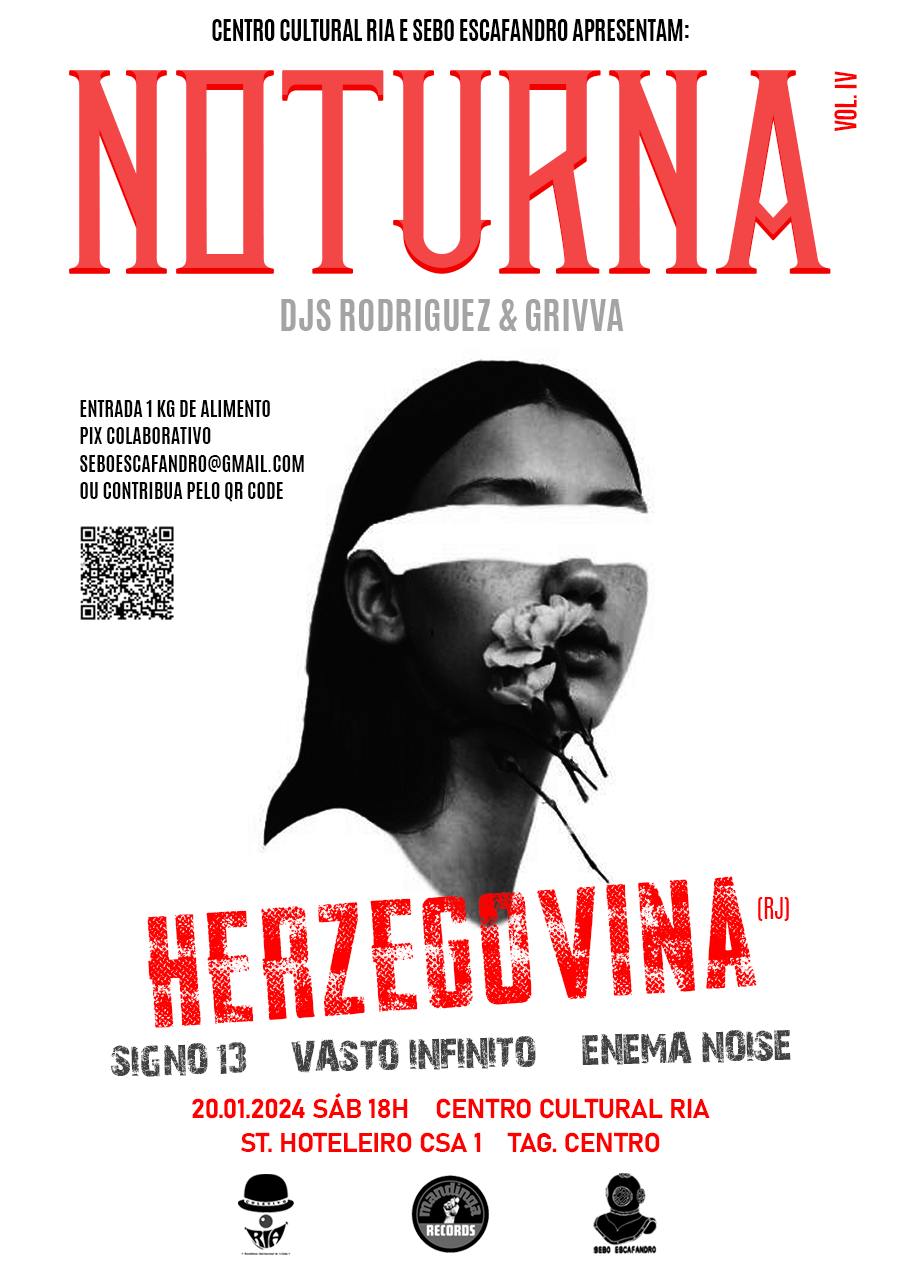 CENTRO CULTURAL RIA E SEBO ESCAFANDRO APRESENTAM:
NOTURNA
VOL. IV
DJS RODRIGUEZ & GRIVVA
ENTRADA 1 KG DE ALIMENTO
PIX COLABORATIVO
SEBOESCAFANDRO@GMAIL.COM
OU CONTRIBUA PELO QR CODE
HERZEGOVINA (RJ)
SIGNO 13 VASTO INFINITO ENEMA NOISE
20.01.2024 SÁB 18H CENTRO CULTURAL RIA
ST. HOTELEIRO CSA 1 TAG. CENTRO
RIA
mandinga
RECORDS
SEBO ESCAFANDRO